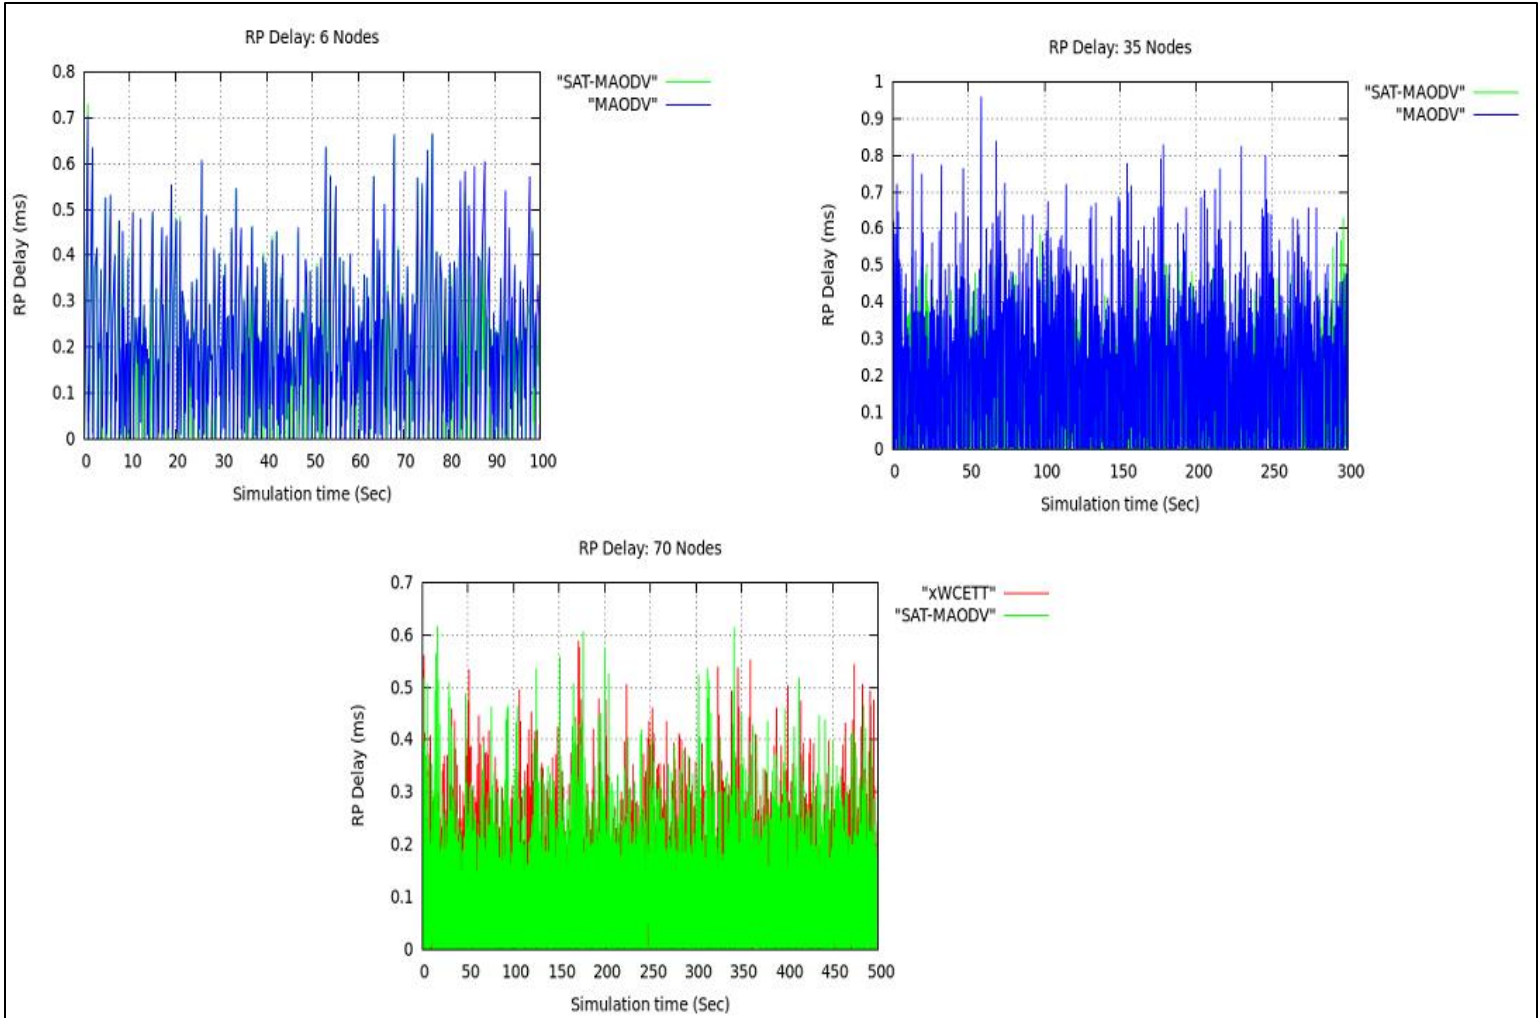 RP Delay: 6 Nodes
0.8
0.7
0.6
0.5
0.4
0.3
0.2
0.1
0
RP Delay (ms)
"SAT-MAODV"
"MAODV"
0 10 20 30 40 50 60 70 80 90 100
Simulation time (Sec)
RP Delay: 35 Nodes
1
0.9
0.8
0.7
0.6
0.5
0.4
0.3
0.2
0.1
0
RP Delay (ms)
"SAT-MAODV"
"MAODV"
0 50 100 150 200 250 300
Simulation time (Sec)
RP Delay: 70 Nodes
0.7
0.6
0.5
0.4
0.3
0.2
0.1
0
RP Delay (ms)
"xWCETT"
"SAT-MAODV"
0 50 100 150 200 250 300 350 400 450 500
Simulation time (Sec)